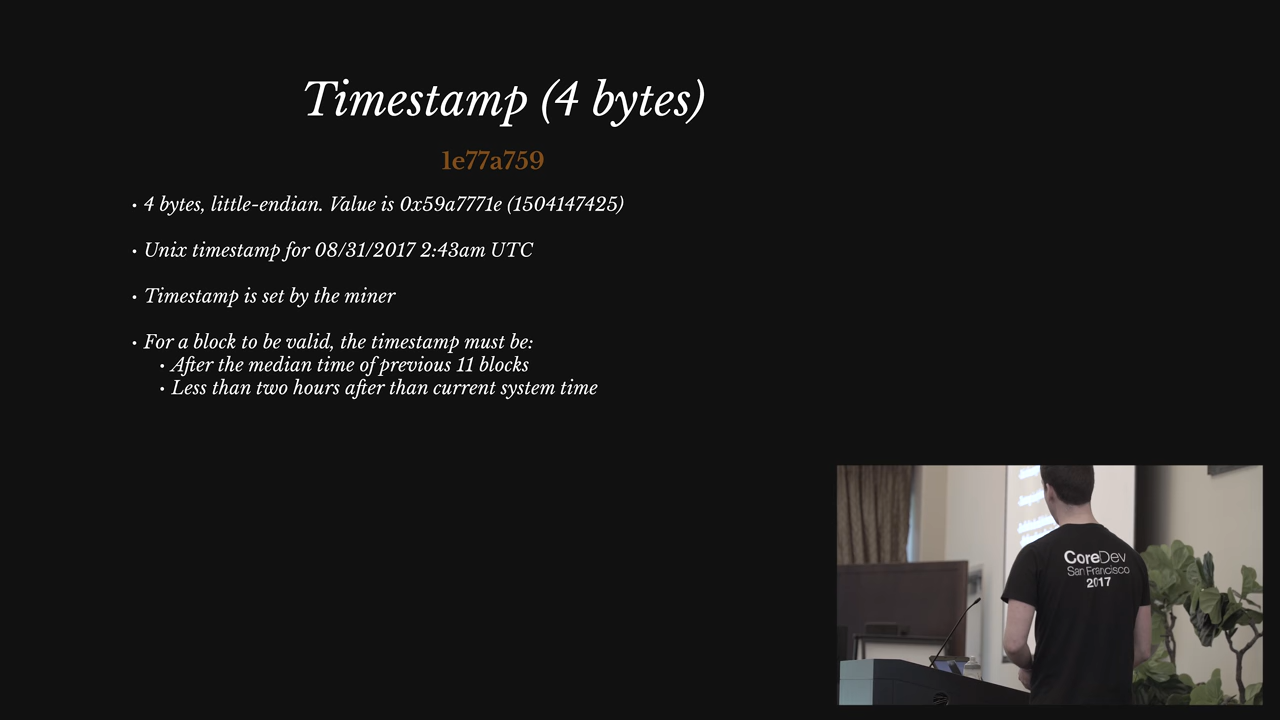 Timestamp (4 bytes)
1e77a759
• 4 bytes, little-endian. Value is 0x59a7771e (1504147425)
• Unix timestamp for 08/31/2017 2:43am UTC
• Timestamp is set by the miner
• For a block to be valid, the timestamp must be:
• After the median time of previous 11 blocks
• Less than two hours after than current system time
CoreDev
San Francisco
2017